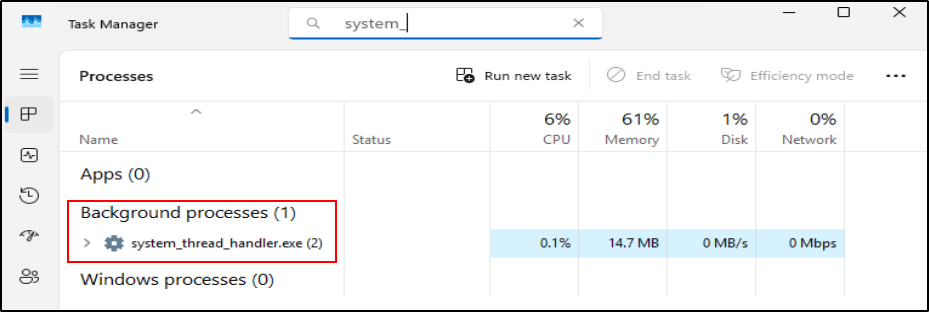 Task Manager
system_
Processes
Run new task
End task
Efficiency mode
6% 61% 1% 0%
Name Status CPU Memory Disk Network
Apps (0)
Background processes (1)
system_thread_handler.exe (2) 0.1% 14.7 MB 0 MB/s 0 Mbps
Windows processes (0)